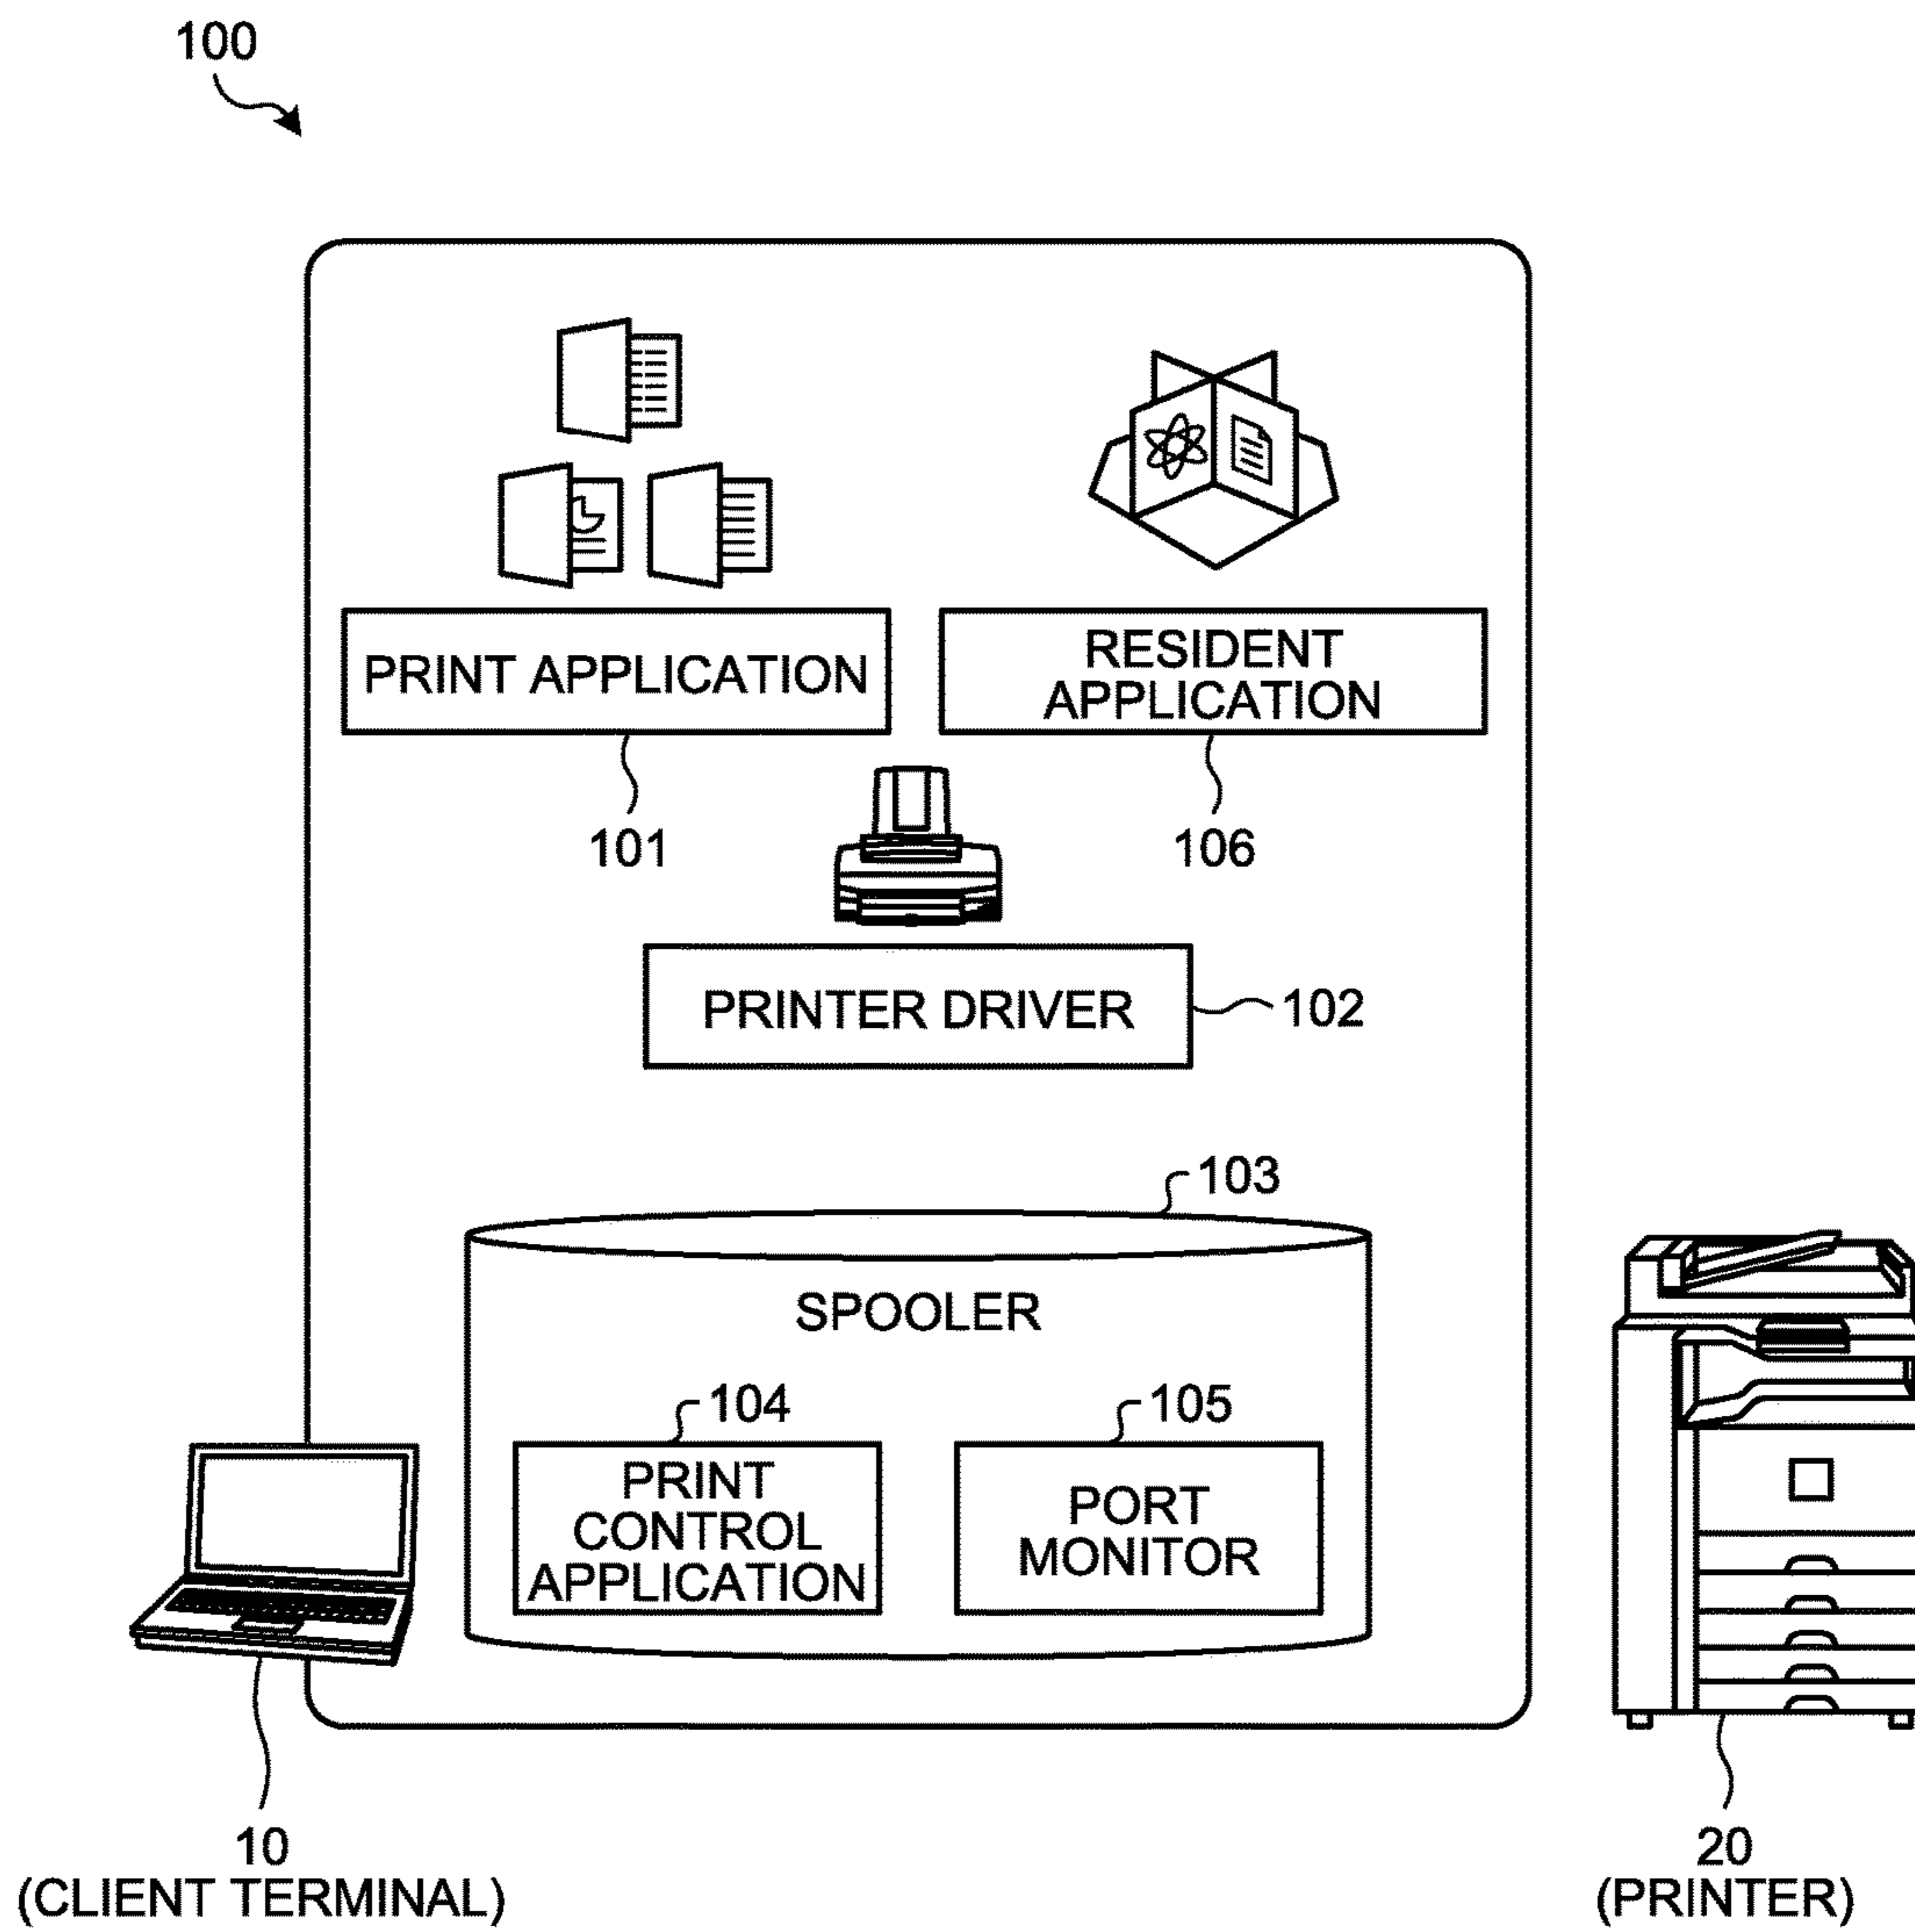 100
PRINT APPLICATION
RESIDENT
APPLICATION
101
106
PRINTER DRIVER
102
103
SPOOLER
104
105
PRINT
CONTROL
APPLICATION
PORT
MONITOR
10
(CLIENT TERMINAL)
20
(PRINTER)